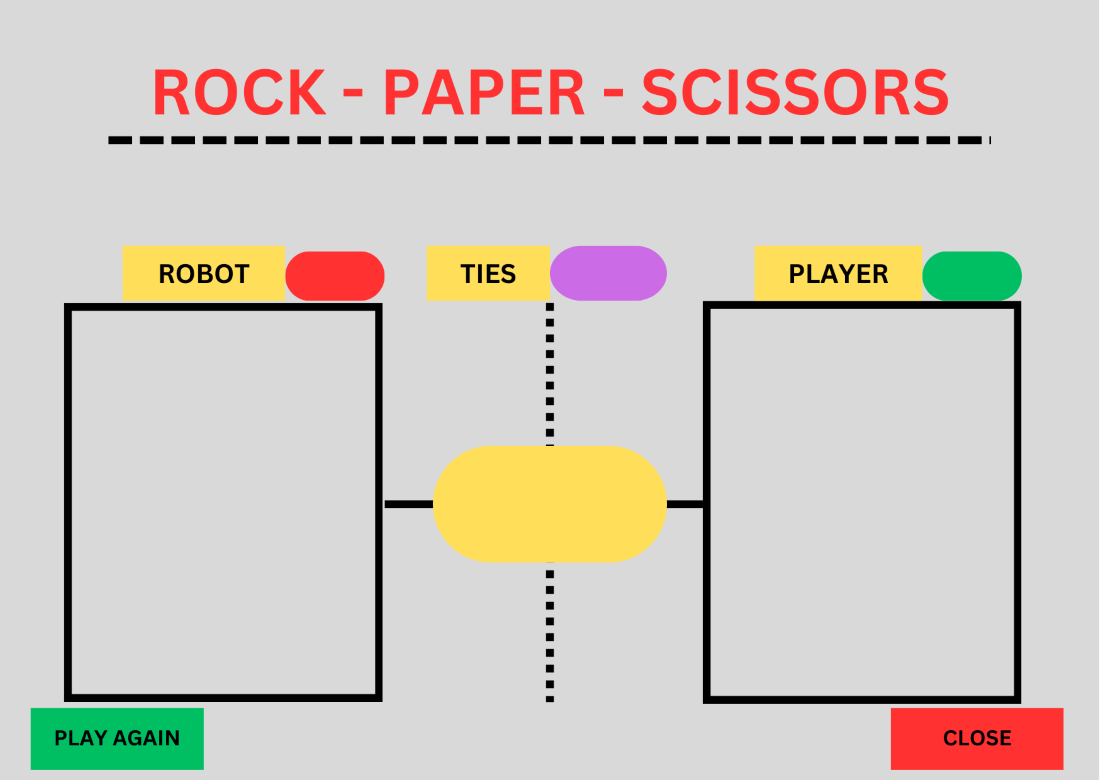 ROCK - PAPER - SCISSORS
ROBOT
TIES
PLAYER
PLAY AGAIN
CLOSE